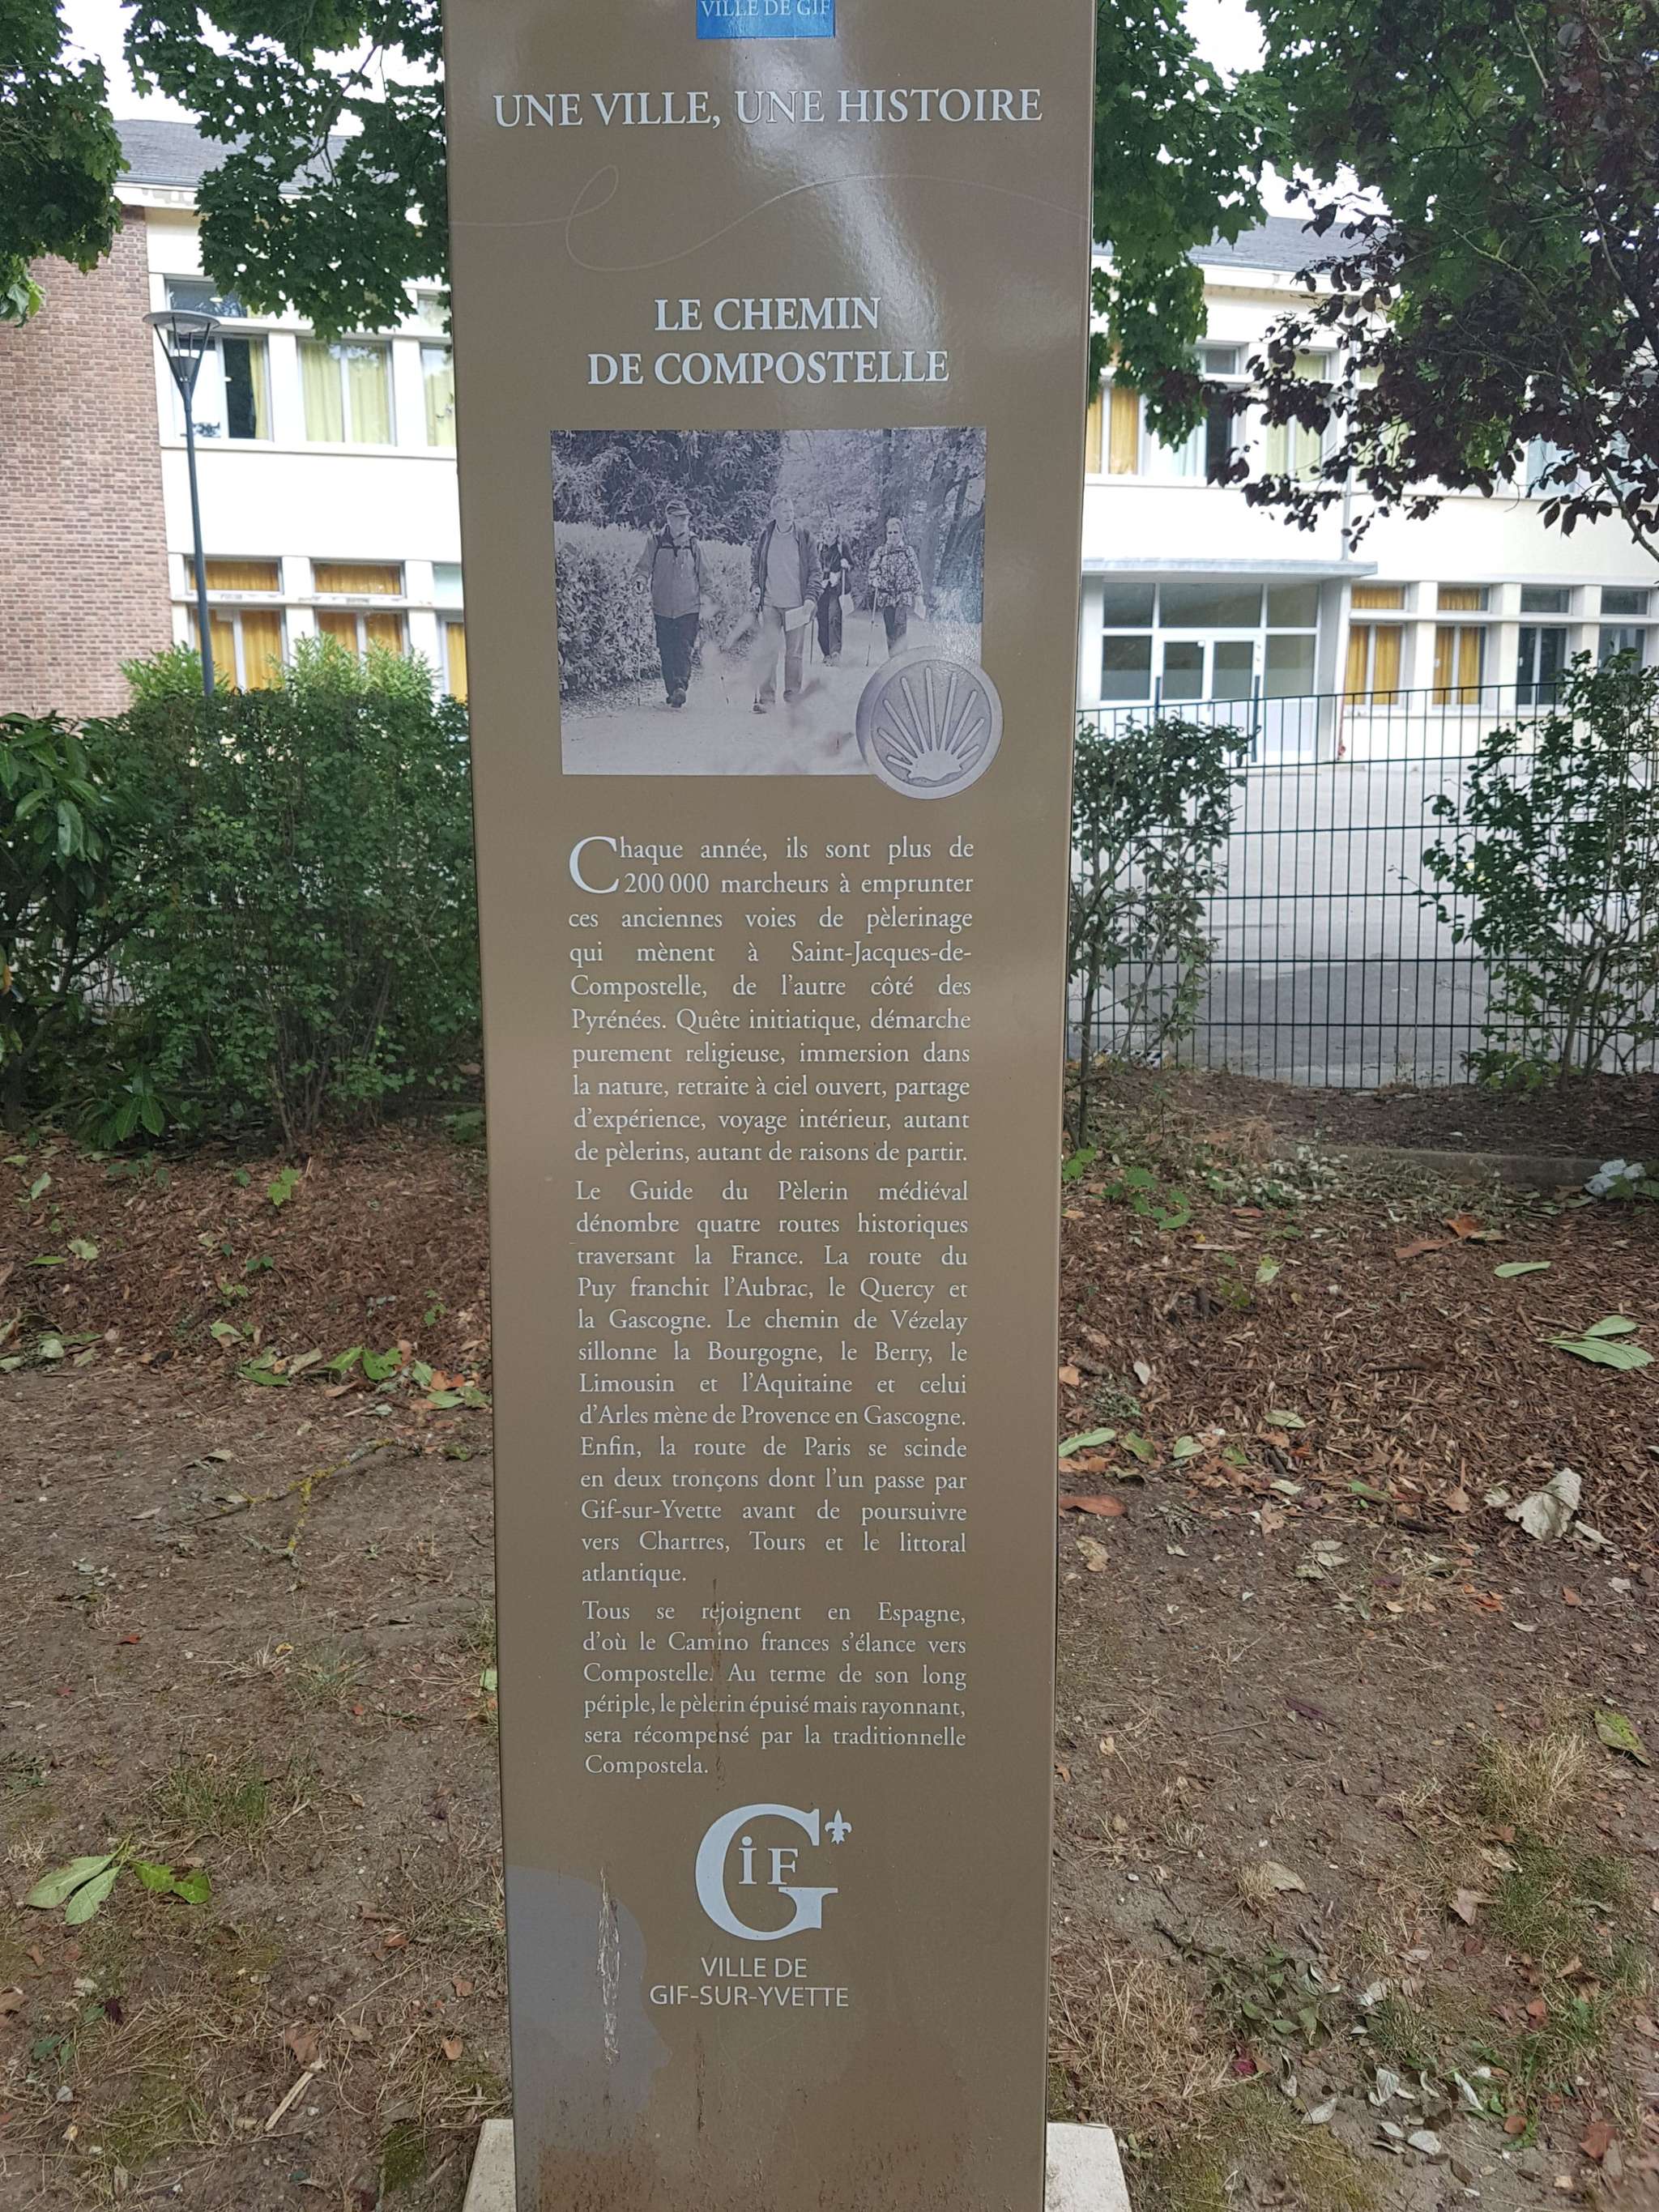 VILLE DE GIF
UNE VILLE, UNE HISTOIRE
LE CHEMIN
DE COMPOSTELLE
Chaque année, ils sont plus de
200 000 marcheurs à emprunter
ces anciennes voies de pèlerinage
qui mènent à Saint-Jacques-de-
Compostelle, de l'autre côté des
Pyrénées. Quête initiatique, démarche
purement religieuse, immersion dans
la nature, retraite à ciel ouvert, partage
d'expérience, voyage intérieur, autant
de pèlerins, autant de raisons de partir.
Le Guide du Pèlerin médiéval
dénombre quatre routes historiques
traversant la France. La route du
Puy franchit l'Aubrac, le Quercy et
la Gascogne. Le chemin de Vézelay
sillonne la Bourgogne, le Berry, le
Limousin et l'Aquitaine et celui
d'Arles mène de Provence en Gascogne.
Enfin, la route de Paris se scinde
en deux tronçons dont l'un passe par
Gif-sur-Yvette avant de poursuivre
vers Chartres, Tours et le littoral
atlantique.
Tous se rejoignent en Espagne,
d'où le Camino frances s'élance vers
Compostelle. Au terme de son long
périple, le pèlerin épuisé mais rayonnant,
sera récompensé par la traditionnelle
Compostela.
GIF
VILLE DE
GIF-SUR-YVETTE